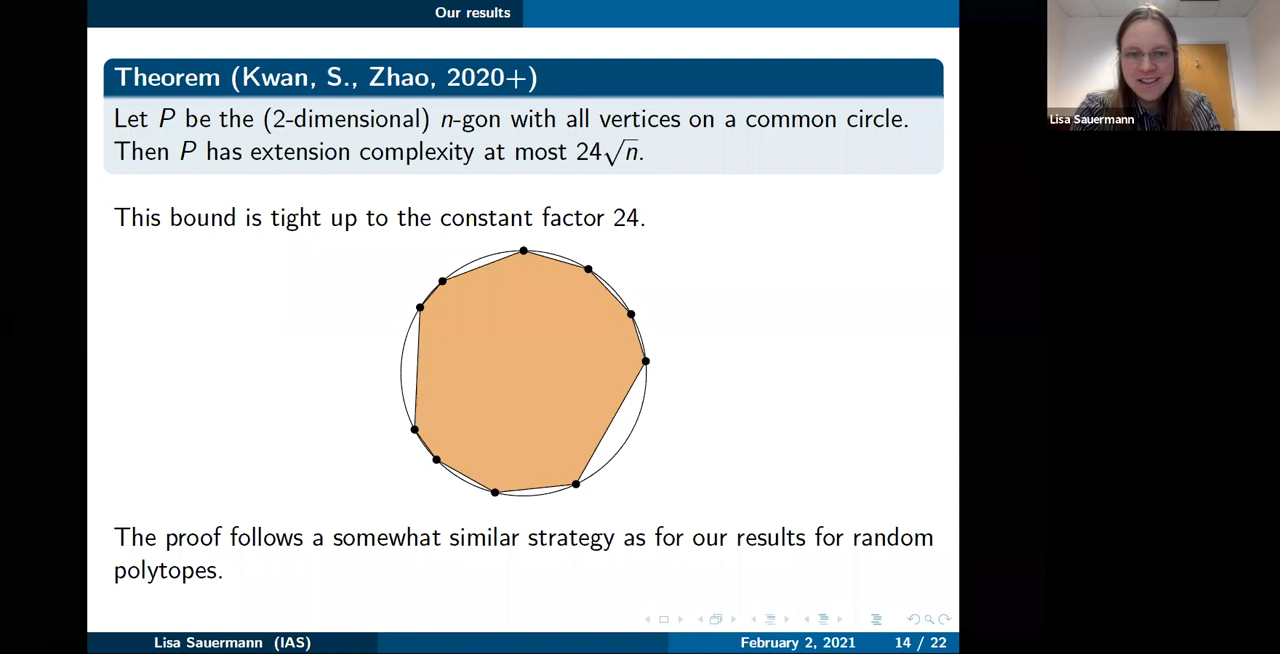 Our results
Theorem (Kwan, S., Zhao, 2020+)
Let P be the (2-dimensional) n-gon with all vertices on a common circle.
Then P has extension complexity at most 24√n.
This bound is tight up to the constant factor 24.
The proof follows a somewhat similar strategy as for our results for random
polytopes.
Lisa Sauermann (IAS)
February 2, 2021
14 / 22
Lisa Sauermann